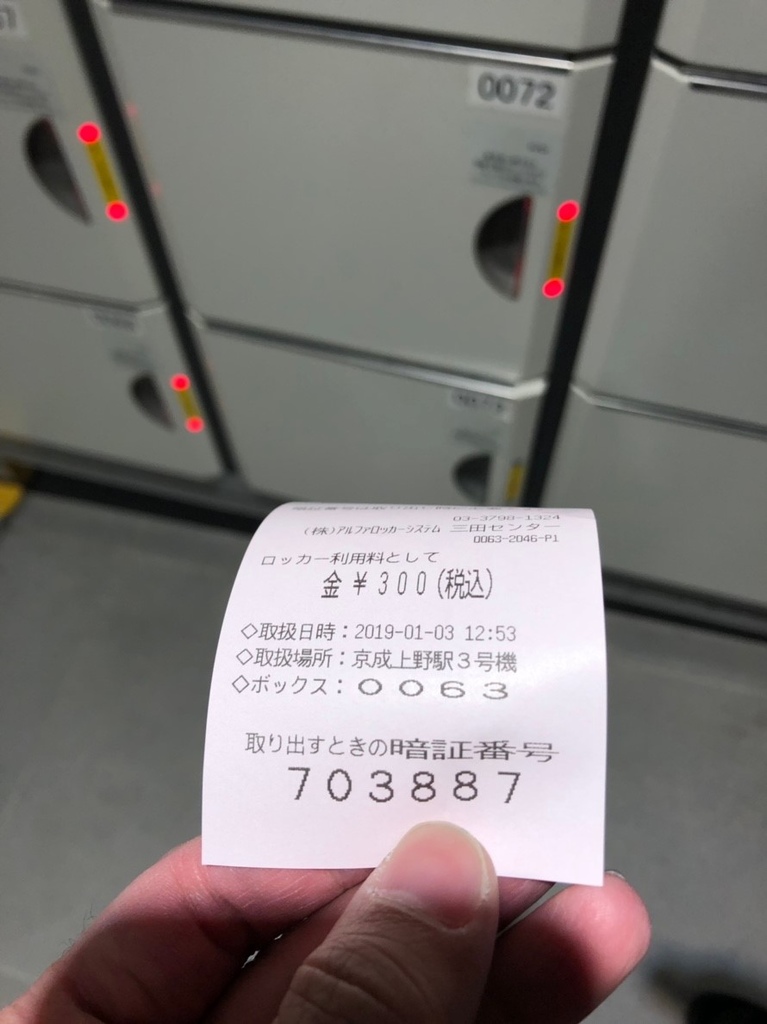 0072
03-3798-1324
(株)アルファロッカーシステム 三田センター
0063-2046-P1
ロッカー利用料として
金¥300(税込)
◇取扱日時:2019-01-03 12:53
◇取扱場所:京成上野駅3号機
◇ボックス:0063
取り出すときの暗証番号
703887